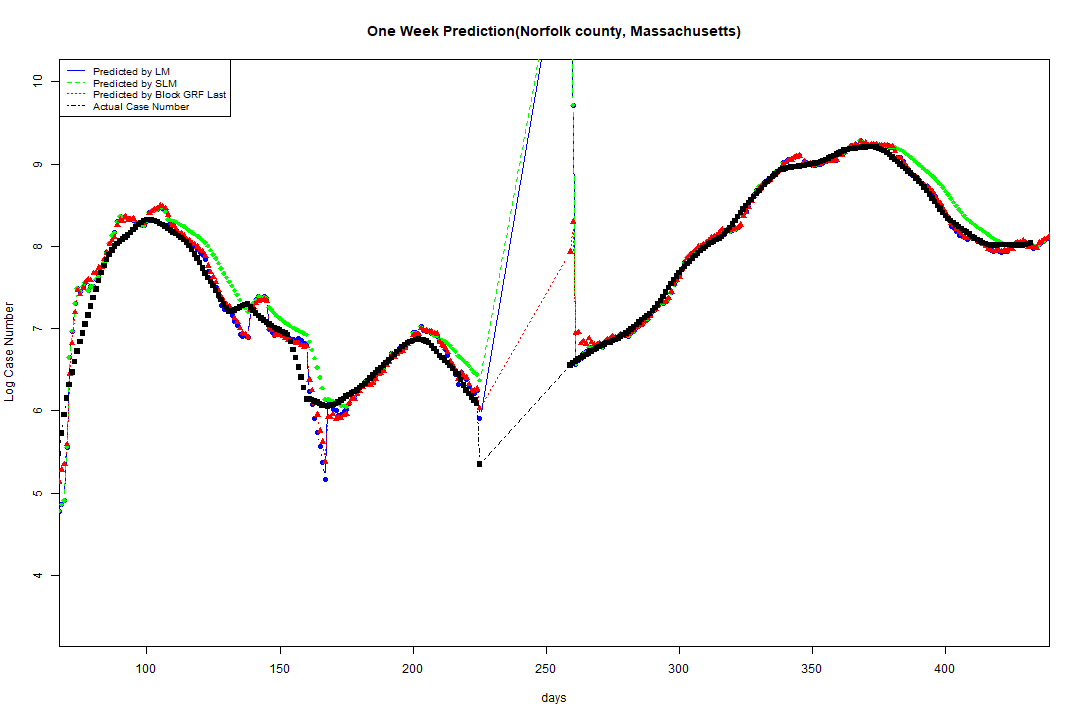 One Week Prediction(Norfolk county, Massachusetts)
Predicted by LM
Predicted by SLM
Predicted by Block GRF Last
Actual Case Number
Log Case Number
10
9
8
7
6
5
4
100 150 200 250 300 350 400
days